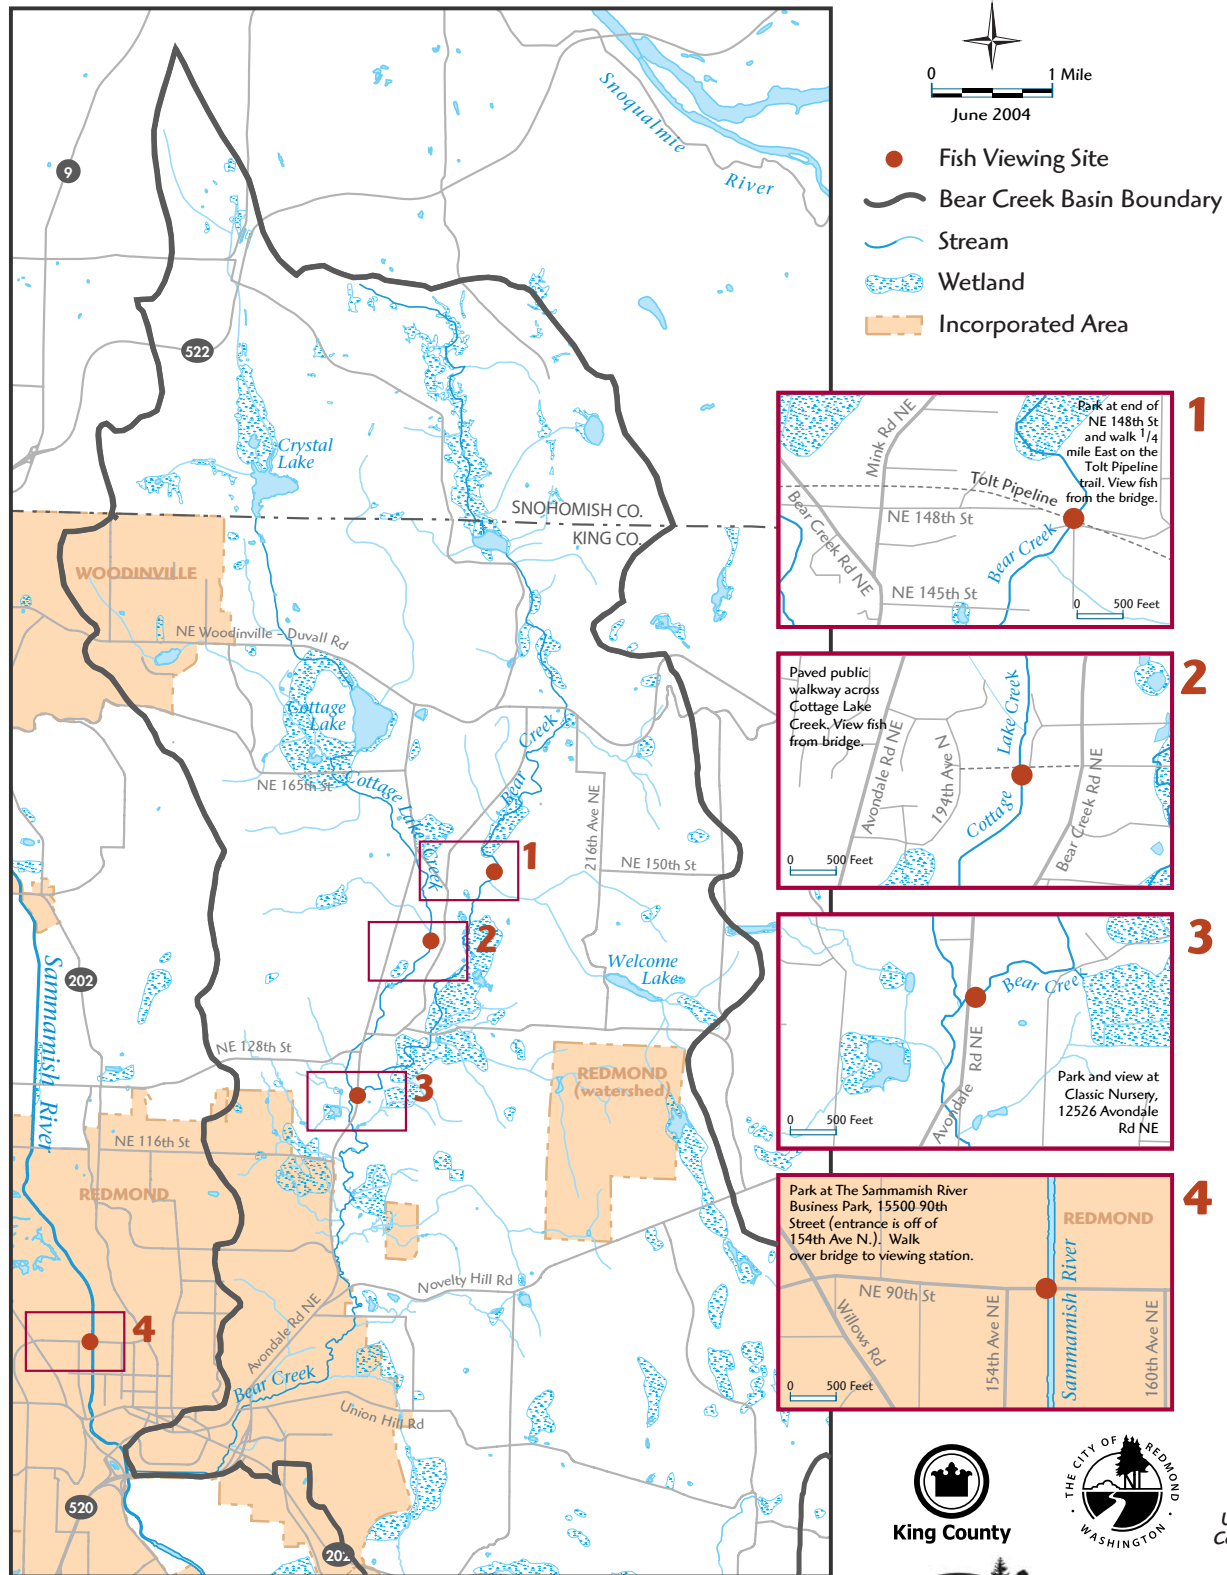 0 1 Mile
June 2004
Fish Viewing Site
Bear Creek Basin Boundary
Stream
Wetland
Incorporated Area
Snoqualmie
River
9
522
Crystal
Lake
SNOHOMISH CO.
KING CO.
WOODINVILLE
NE Woodinville - Duvall Rd
Cottage
Lake
NE 165th St
Cottage Lake Creek
Bear
Creek
216th Ave NE
NE 150th St
1
2
Welcome
Lake
202
Sammamish River
NE 128th St
3
REDMOND
(watershed)
NE 116th St
REDMOND
Novelty Hill Rd
Avondale Rd NE
4
Bear Creek
Union Hill Rd
520
202
1
Park at end of
NE 148th St
and walk 1/4
mile East on the
Tolt Pipeline
trail. View fish
from the bridge.
Mink Rd NE
Tolt Pipeline
Bear Creek Rd NE
NE 148th St
Bear Creek
NE 145th St
0 500 Feet
2
Paved public
walkway across
Cottage Lake
Creek. View fish
from bridge.
Avondale Rd NE
194th Ave N
Cottage
Lake Creek
Bear Creek Rd NE
0 500 Feet
3
Bear Creek
Avondale
Rd NE
Park and view at
Classic Nursery,
12526 Avondale
Rd NE
0 500 Feet
4
Park at The Sammamish River
Business Park, 15500 90th
Street (entrance is off of
154th Ave N.). Walk
over bridge to viewing station.
REDMOND
NE 90th St
Willows Rd
154th Ave NE
Sammamish River
160th Ave NE
0 500 Feet
King County
THE CITY OF REDMOND
WASHINGTON